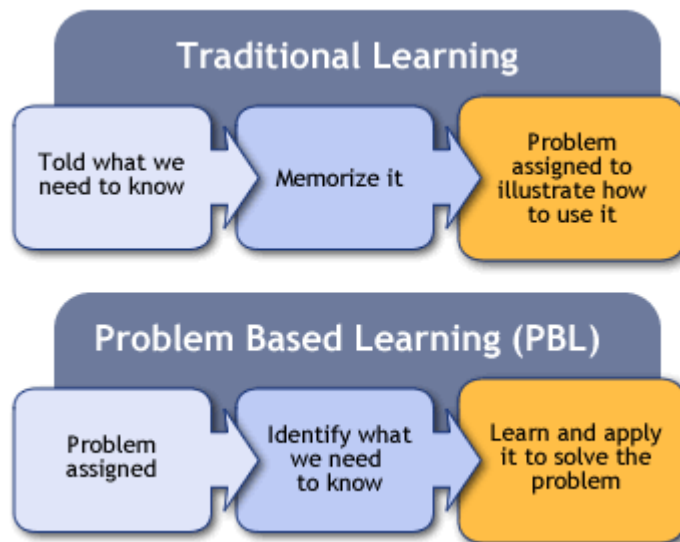 Traditional Learning
Told what we
need to know
Memorize it
Problem
assigned to
illustrate how
to use it
Problem Based Learning (PBL)
Problem
assigned
Identify what
we need
to know
Learn and apply
it to solve the
problem